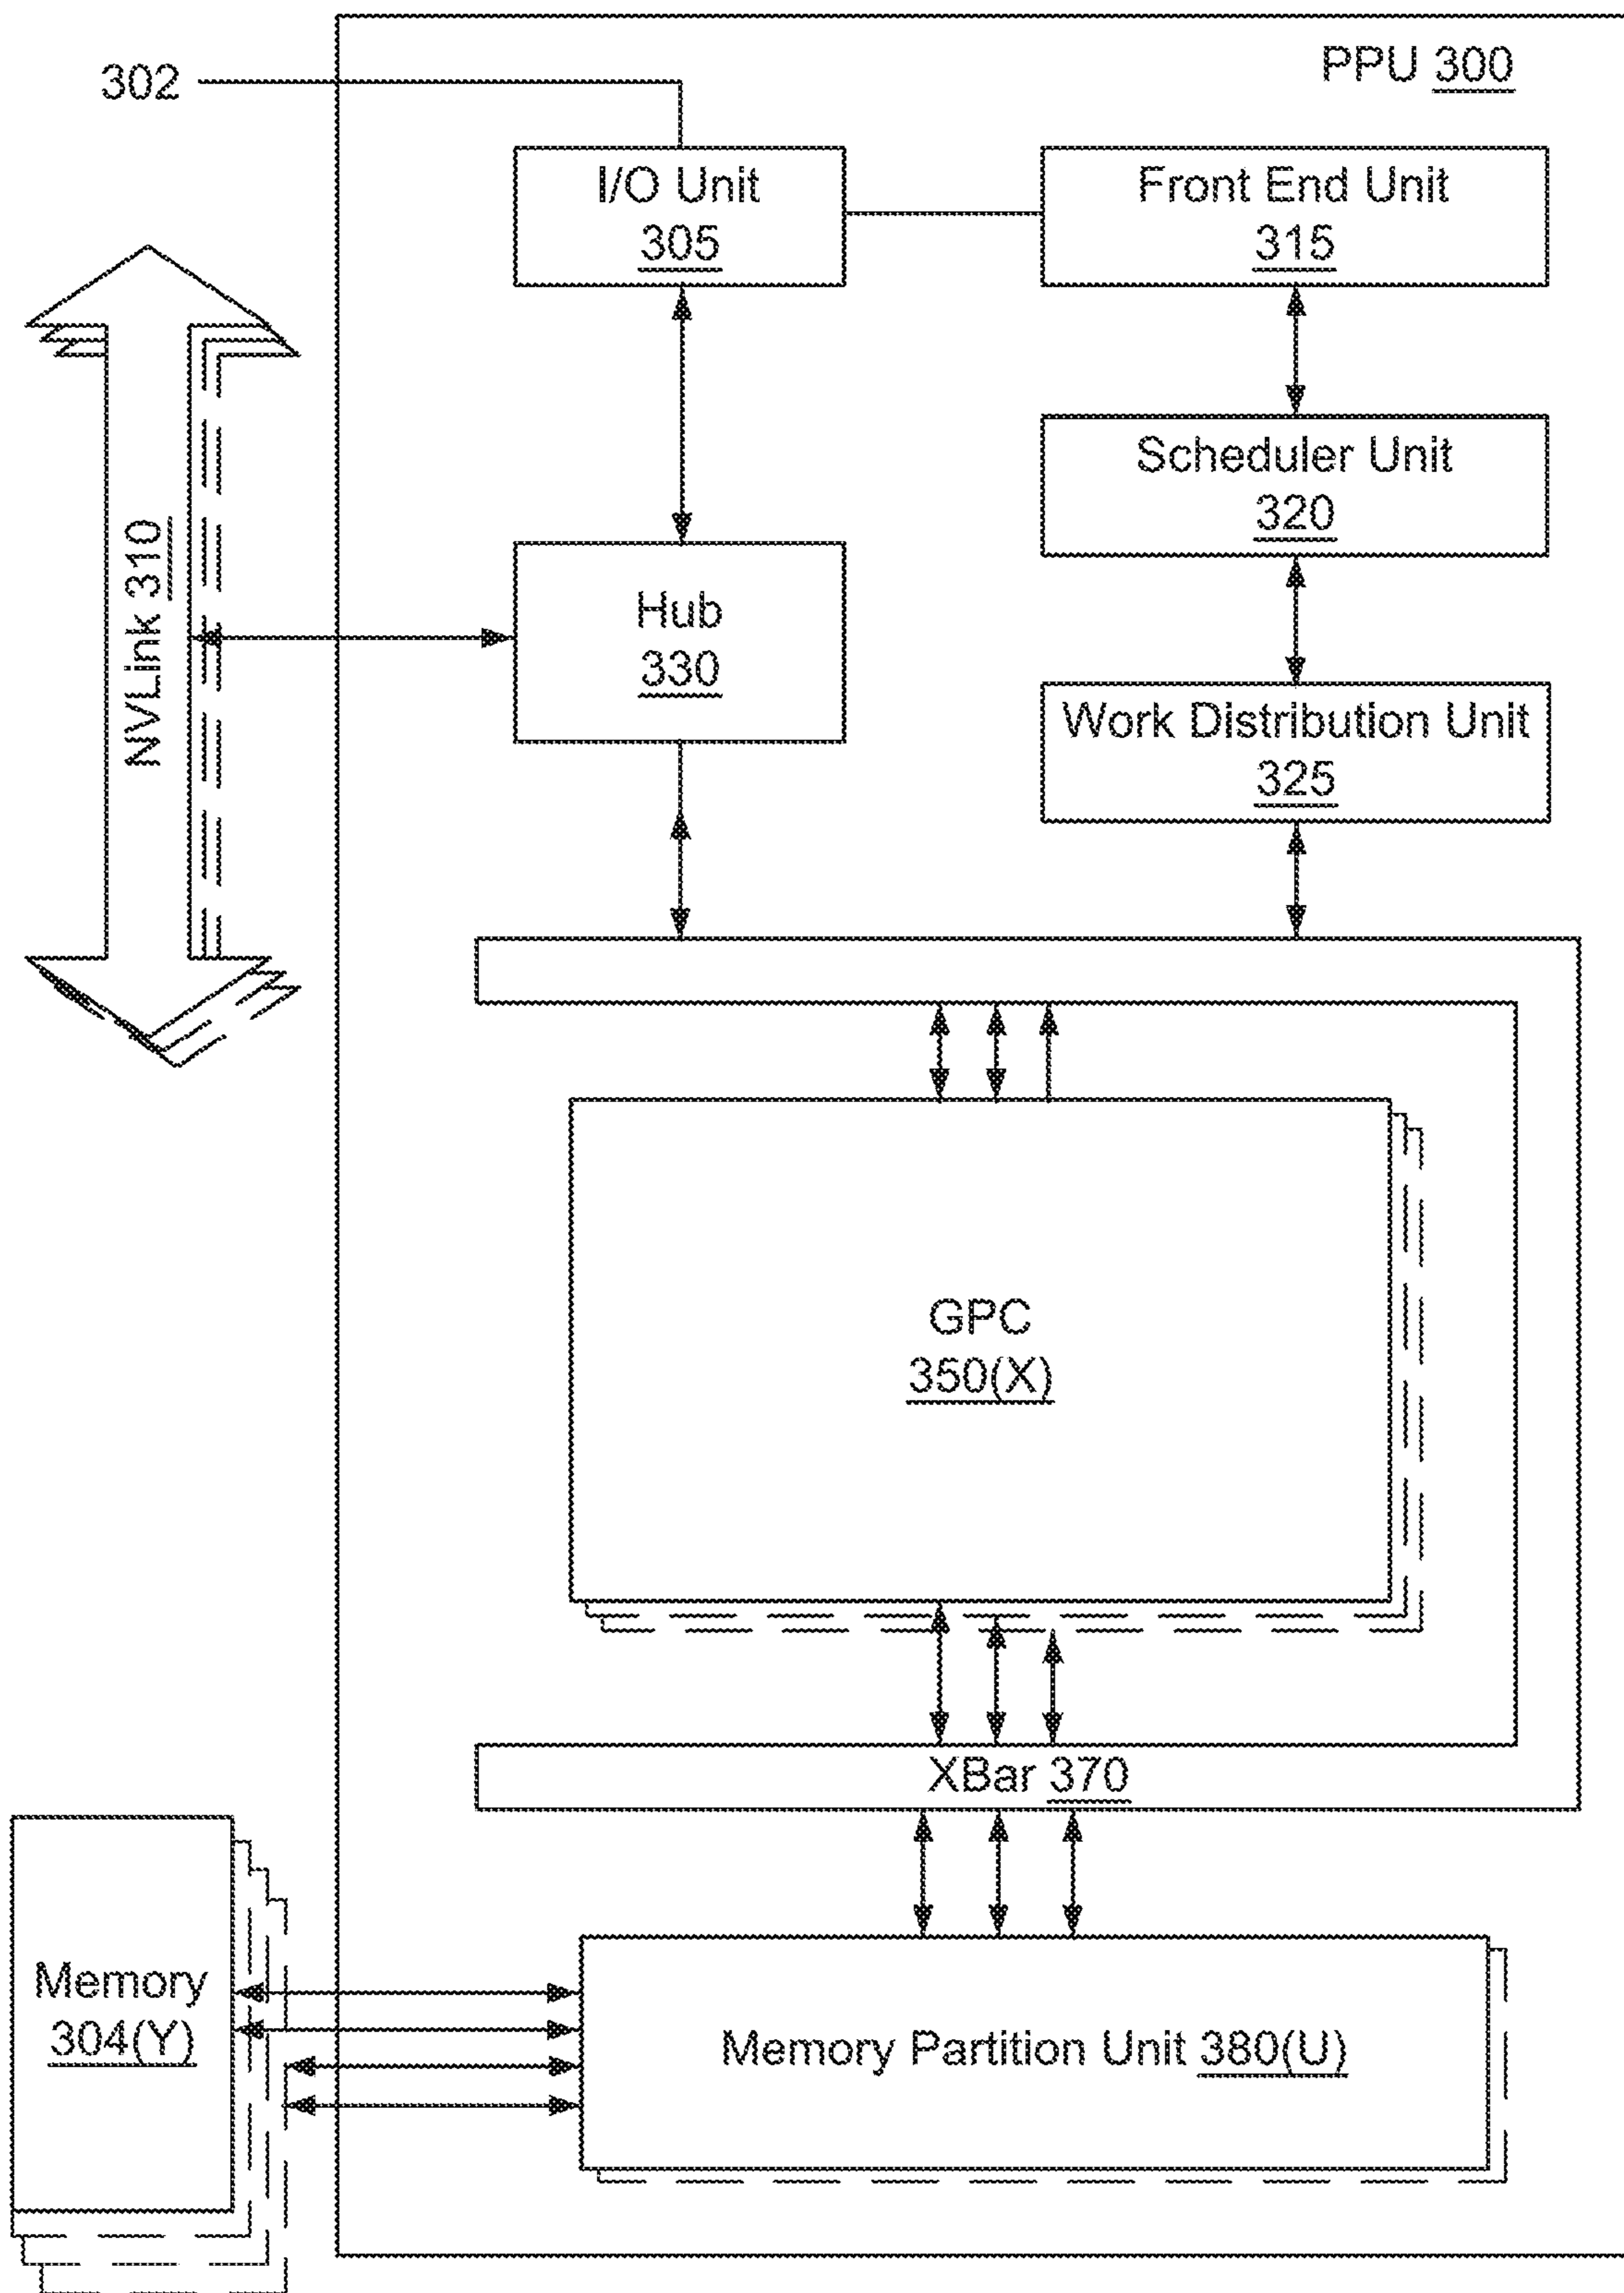 PPU 300
302
I/O Unit
305
Front End Unit
315
Scheduler Unit
320
NVLink 310
Hub
330
Work Distribution Unit
325
GPC
350(X)
XBar 370
Memory
304(Y)
Memory Partition Unit 380(U)